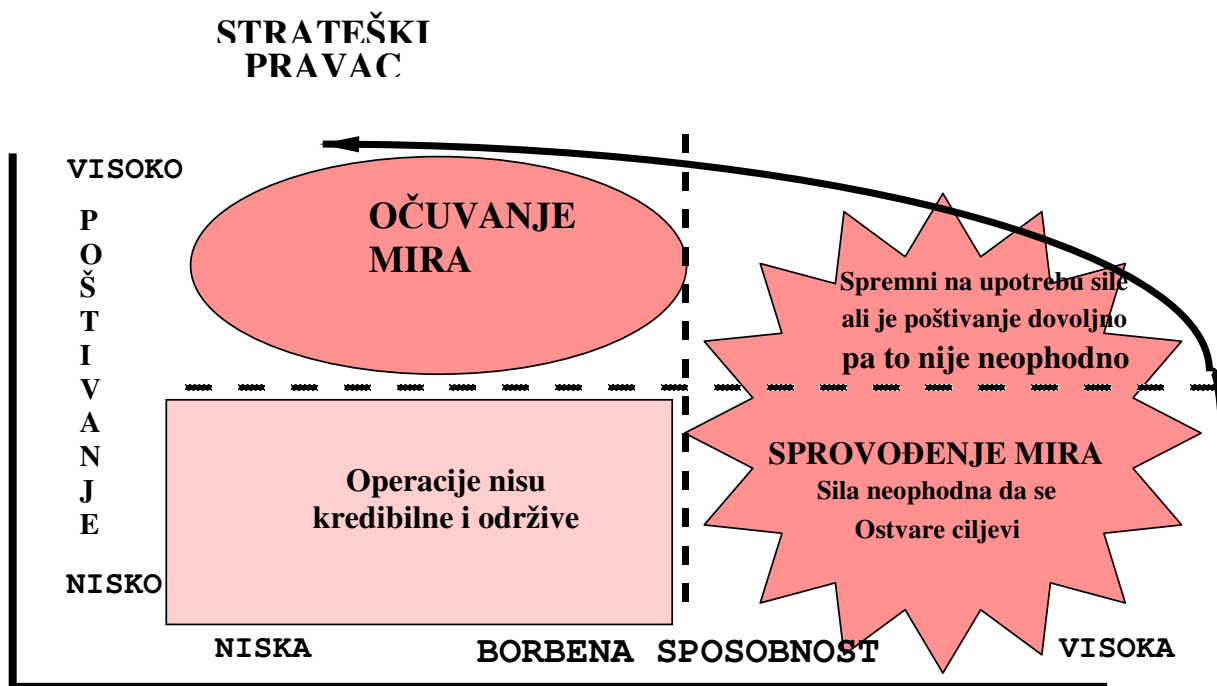 STRATEŠKI
PRAVAC
VISOKO
POŠTIVANJE
NISKO
OČUVANJE
MIRA
Spremni na upotrebu sile
ali je poštivanje dovoljno
pa to nije neophodno
Operacije nisu
kredibilne i održive
SPROVOĐENJE MIRA
Sila neophodna da se
Ostvare ciljevi
NISKA
BORBENA SPOSOBNOST
VISOKA